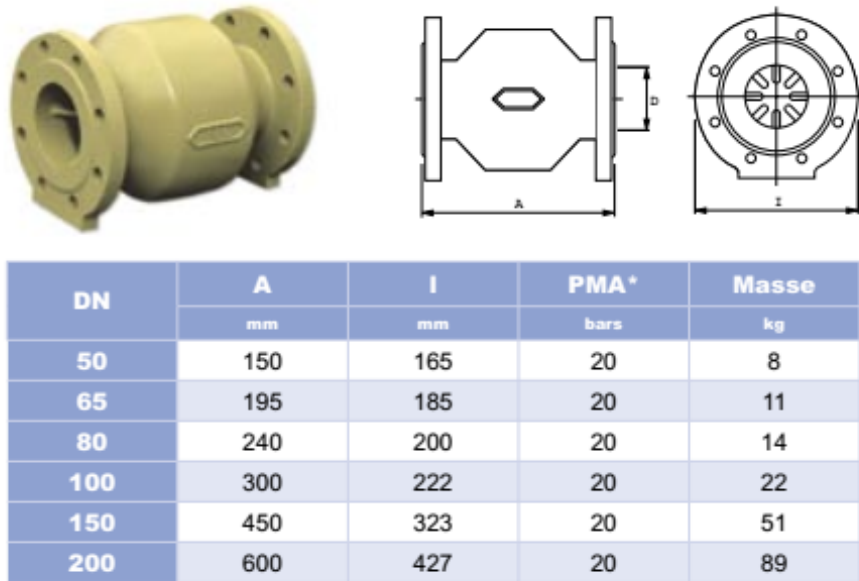 A
I
DN A I PMA* Masse
mm mm bars kg
50 150 165 20 8
65 195 185 20 11
80 240 200 20 14
100 300 222 20 22
150 450 323 20 51
200 600 427 20 89